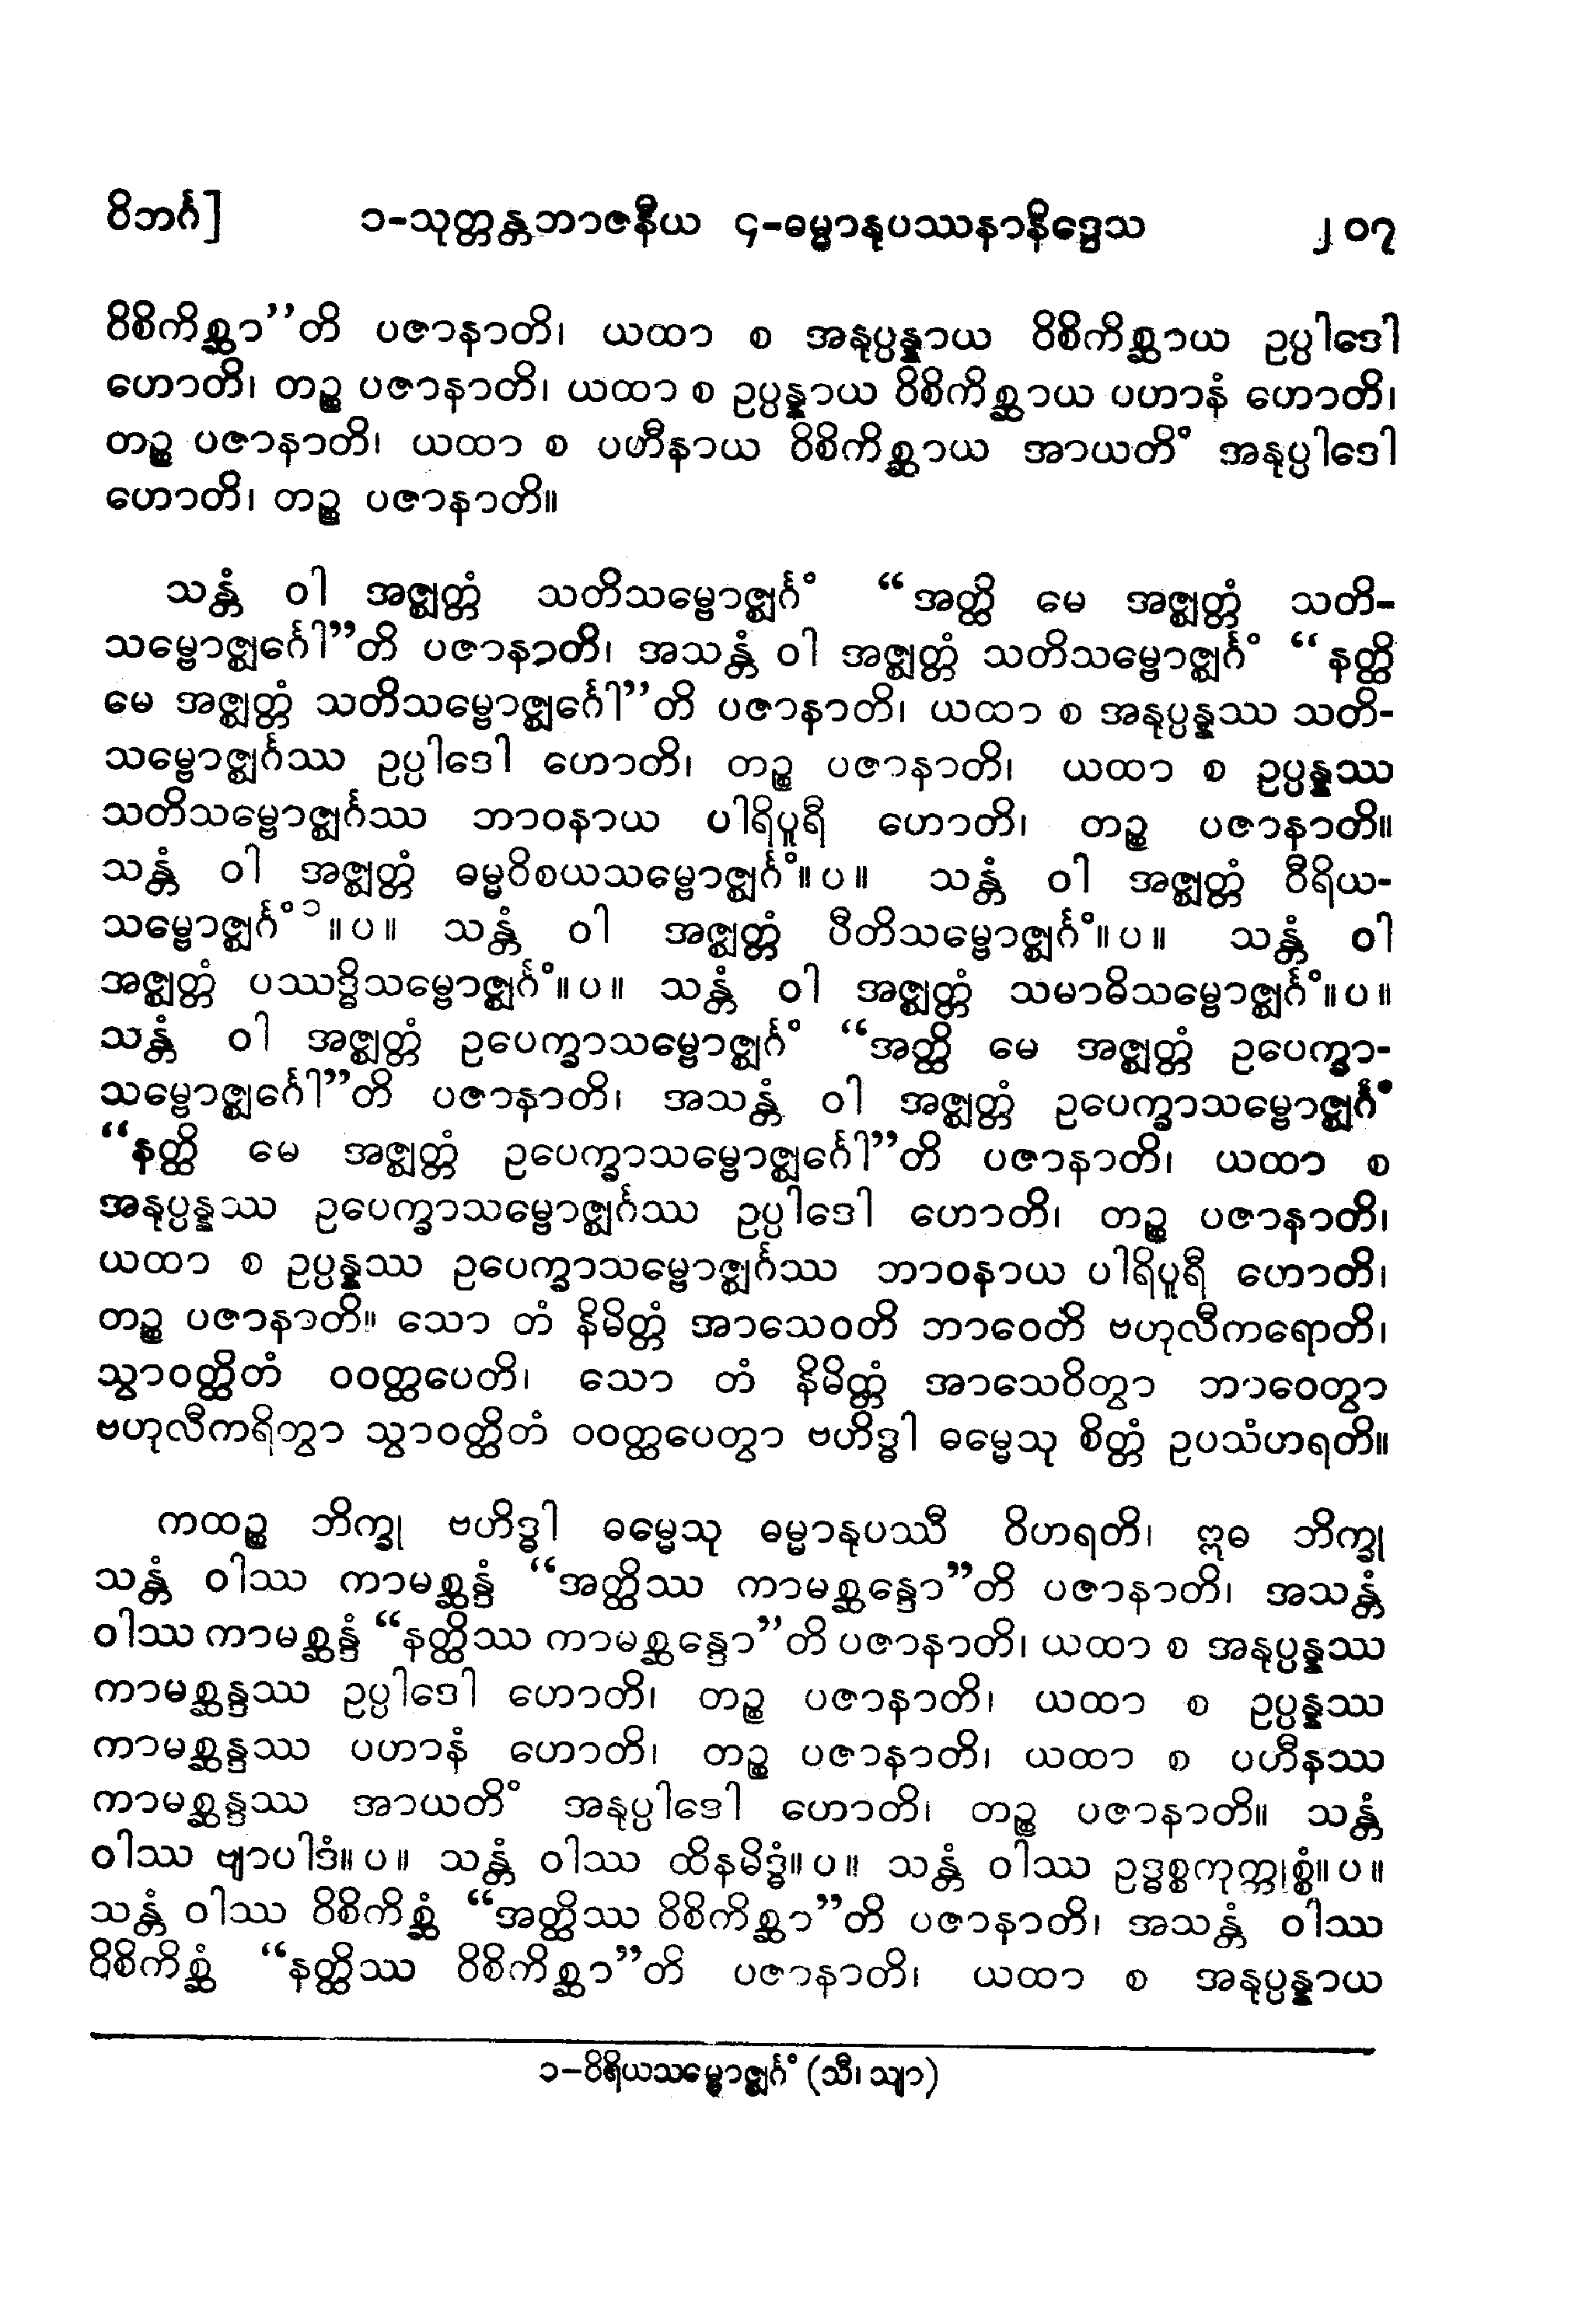 ဝိဘင်္ဂ] ၁-သုတ္တန္တဘာဇနီယ ၄-ဓမ္မာနုပဿနာနိဒ္ဒေသ ၂၀၇
ဝိစိကိစ္ဆာ”တိ ပဇာနာတိ၊ ယထာ စ အနုပ္ပန္နာယ ဝိစိကိစ္ဆာယ ဥပ္ပါဒေါ
ဟောတိ၊ တဉ္စ ပဇာနာတိ၊ ယထာ စ ဥပ္ပန္နာယ ဝိစိကိစ္ဆာယ ပဟာနံ ဟောတိ၊
တဉ္စ ပဇာနာတိ၊ ယထာ စ ပဟီနာယ ဝိစိကိစ္ဆာယ အာယတိံ အနုပ္ပါဒေါ
ဟောတိ၊ တဉ္စ ပဇာနာတိ။
သန္တံ ဝါ အဇ္ဈတ္တံ သတိသမ္ဗောဇ္ဈင်္ဂံ “အတ္ထိ မေ အဇ္ဈတ္တံ သတိ-
သမ္ဗောဇ္ဈင်္ဂေါ”တိ ပဇာနာတိ၊ အသန္တံ ဝါ အဇ္ဈတ္တံ သတိသမ္ဗောဇ္ဈင်္ဂံ “နတ္ထိ
မေ အဇ္ဈတ္တံ သတိသမ္ဗောဇ္ဈင်္ဂေါ”တိ ပဇာနာတိ၊ ယထာ စ အနုပ္ပန္နဿ သတိ-
သမ္ဗောဇ္ဈင်္ဂဿ ဥပ္ပါဒေါ ဟောတိ၊ တဉ္စ ပဇာနာတိ၊ ယထာ စ ဥပ္ပန္နဿ
သတိသမ္ဗောဇ္ဈင်္ဂဿ ဘာဝနာယ ပါရိပူရီ ဟောတိ၊ တဉ္စ ပဇာနာတိ။
သန္တံ ဝါ အဇ္ဈတ္တံ ဓမ္မဝိစယသမ္ဗောဇ္ဈင်္ဂံ။ပ။ သန္တံ ဝါ အဇ္ဈတ္တံ ဝီရိယ-
သမ္ဗောဇ္ဈင်္ဂံ ၁။ပ။ သန္တံ ဝါ အဇ္ဈတ္တံ ပီတိသမ္ဗောဇ္ဈင်္ဂံ။ပ။ သန္တံ ဝါ
အဇ္ဈတ္တံ ပဿဒ္ဓိသမ္ဗောဇ္ဈင်္ဂံ။ပ။ သန္တံ ဝါ အဇ္ဈတ္တံ သမာဓိသမ္ဗောဇ္ဈင်္ဂံ။ပ။
သန္တံ ဝါ အဇ္ဈတ္တံ ဥပေက္ခာသမ္ဗောဇ္ဈင်္ဂံ “အတ္ထိ မေ အဇ္ဈတ္တံ ဥပေက္ခာ-
သမ္ဗောဇ္ဈင်္ဂေါ”တိ ပဇာနာတိ၊ အသန္တံ ဝါ အဇ္ဈတ္တံ ဥပေက္ခာသမ္ဗောဇ္ဈင်္ဂံ
“နတ္ထိ မေ အဇ္ဈတ္တံ ဥပေက္ခာသမ္ဗောဇ္ဈင်္ဂေါ”တိ ပဇာနာတိ၊ ယထာ စ
အနုပ္ပန္နဿ ဥပေက္ခာသမ္ဗောဇ္ဈင်္ဂဿ ဥပ္ပါဒေါ ဟောတိ၊ တဉ္စ ပဇာနာတိ၊
ယထာ စ ဥပ္ပန္နဿ ဥပေက္ခာသမ္ဗောဇ္ဈင်္ဂဿ ဘာဝနာယ ပါရိပူရီ ဟောတိ၊
တဉ္စ ပဇာနာတိ။ သော တံ နိမိတ္တံ အာသေဝတိ ဘာဝေတိ ဗဟုလီကရောတိ၊
သွာဝတ္ထိတံ ဝဝတ္ထပေတိ၊ သော တံ နိမိတ္တံ အာသေဝိတွာ ဘာဝေတွာ
ဗဟုလီကရိတွာ သွာဝတ္ထိတံ ဝဝတ္ထပေတွာ ဗဟိဒ္ဓါ ဓမ္မေသု စိတ္တံ ဥပသံဟရတိ။
ကထဉ္စ ဘိက္ခု ဗဟိဒ္ဓါ ဓမ္မေသု ဓမ္မာနုပဿီ ဝိဟရတိ၊ ဣဓ ဘိက္ခု
သန္တံ ဝါဿ ကာမစ္ဆန္ဒံ “အတ္ထိဿ ကာမစ္ဆန္ဒော”တိ ပဇာနာတိ၊ အသန္တံ
ဝါဿ ကာမစ္ဆန္ဒံ “နတ္ထိဿ ကာမစ္ဆန္ဒော”တိ ပဇာနာတိ၊ ယထာ စ အနုပ္ပန္နဿ
ကာမစ္ဆန္ဒဿ ဥပ္ပါဒေါ ဟောတိ၊ တဉ္စ ပဇာနာတိ၊ ယထာ စ ဥပ္ပန္နဿ
ကာမစ္ဆန္ဒဿ ပဟာနံ ဟောတိ၊ တဉ္စ ပဇာနာတိ၊ ယထာ စ ပဟီနဿ
ကာမစ္ဆန္ဒဿ အာယတိံ အနုပ္ပါဒေါ ဟောတိ၊ တဉ္စ ပဇာနာတိ။ သန္တံ
ဝါဿ ဗျာပါဒံ။ပ။ သန္တံ ဝါဿ ထိနမိဒ္ဓံ။ပ။ သန္တံ ဝါဿ ဥဒ္ဓစ္စကုက္ကုစ္စံ။ပ။
သန္တံ ဝါဿ ဝိစိကိစ္ဆံ “အတ္ထိဿ ဝိစိကိစ္ဆာ”တိ ပဇာနာတိ၊ အသန္တံ ဝါဿ
ဝိစိကိစ္ဆံ “နတ္ထိဿ ဝိစိကိစ္ဆာ”တိ ပဇာနာတိ၊ ယထာ စ အနုပ္ပန္နာယ
၁-ဝိရိယသမ္ဗောဇ္ဈင်္ဂံ (သီ၊ သျာ)